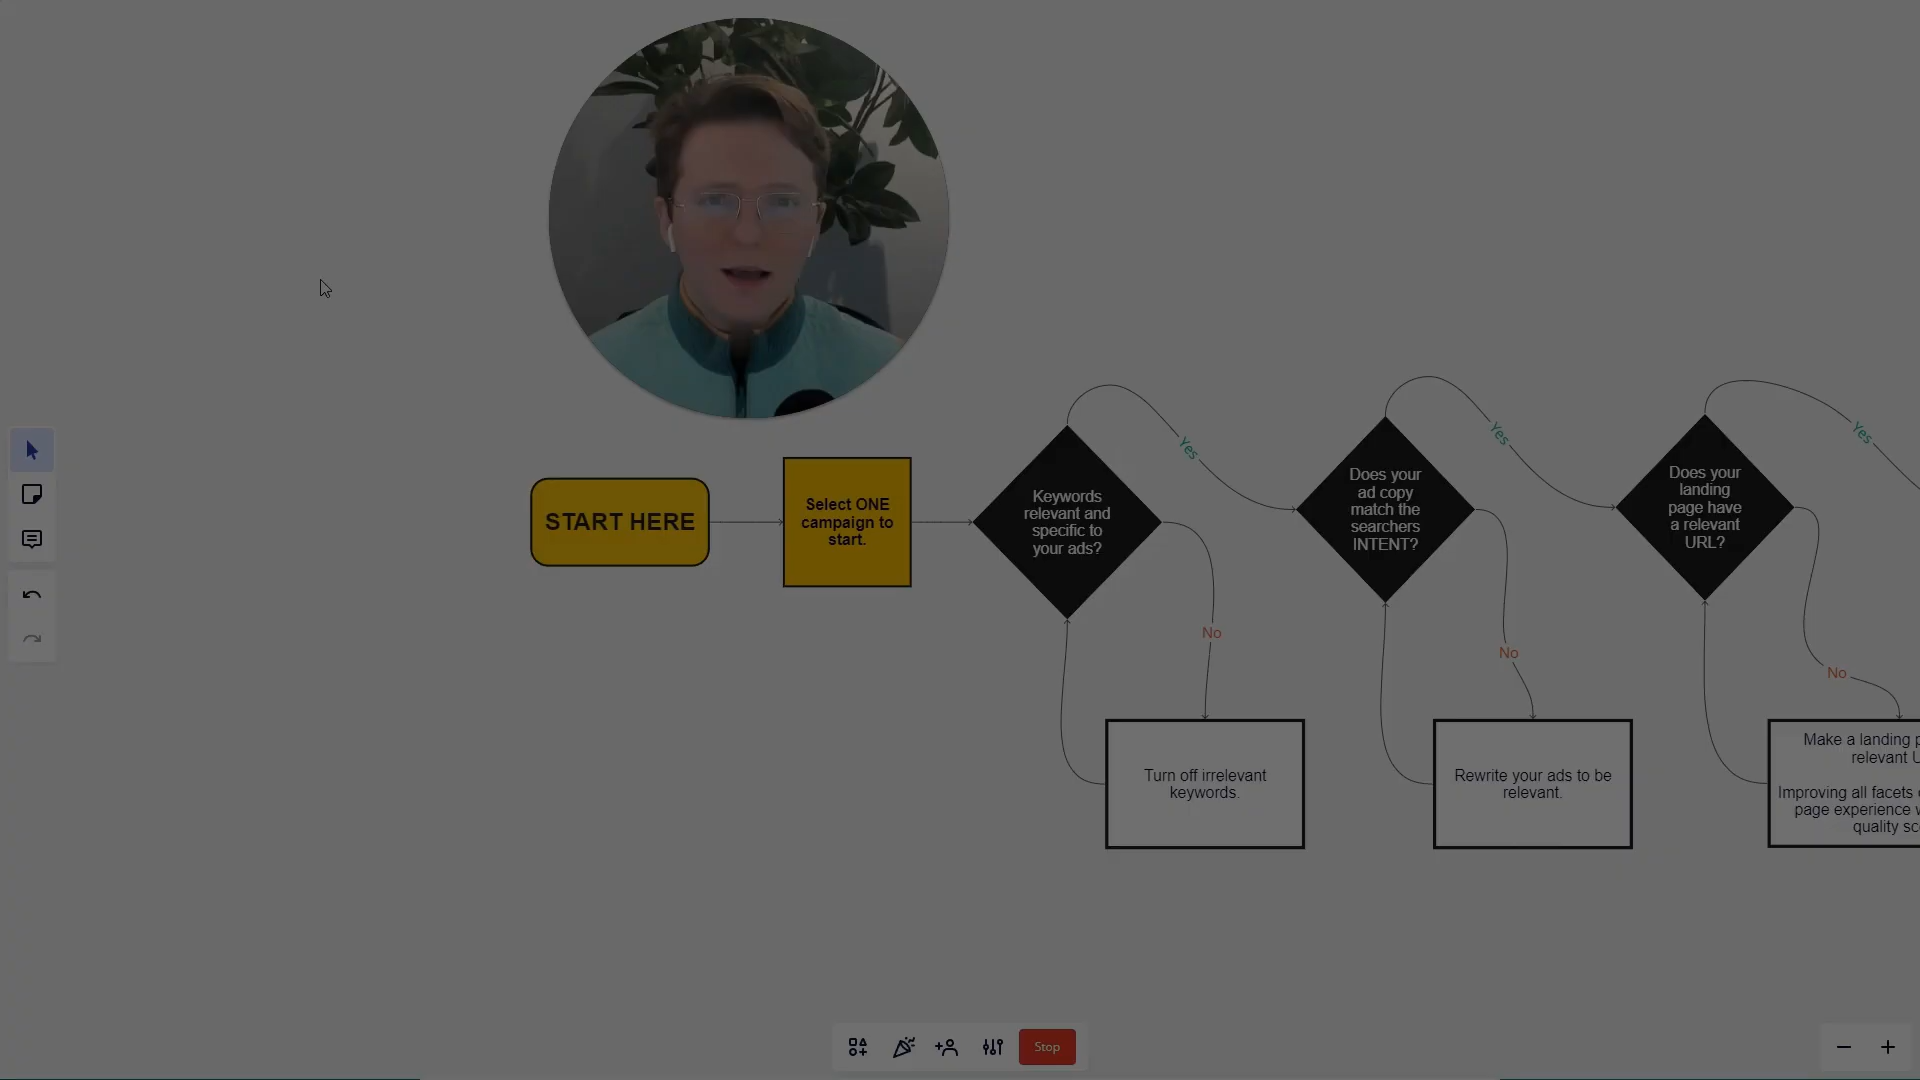 START HERE
Select ONE
campaign to
start.
Keywords
relevant and
specific to
your ads?
Yes
No
Turn off irrelevant
keywords.
Does your
ad copy
match the
searchers
INTENT?
Yes
No
Rewrite your ads to be
relevant.
Does your
landing
page have
a relevant
URL?
Yes
No
Make a landing
relevant
Improving all facets
page experience
quality
Stop